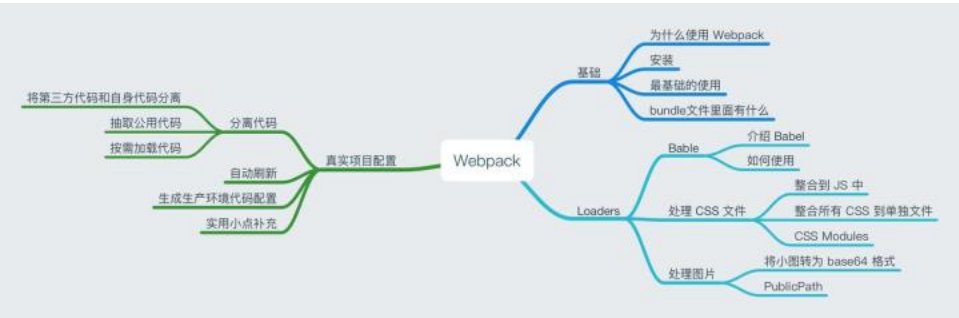 Webpack
基础
为什么使用 Webpack
安装
最基础的使用
bundle文件里面有什么
Loaders
Bable
介绍 Babel
如何使用
处理 CSS 文件
整合到 JS 中
整合所有 CSS 到单独文件
CSS Modules
处理图片
将小图转为 base64 格式
PublicPath
真实项目配置
分离代码
将第三方代码和自身代码分离
抽取公用代码
按需加载代码
自动刷新
生成生产环境代码配置
实用小点补充